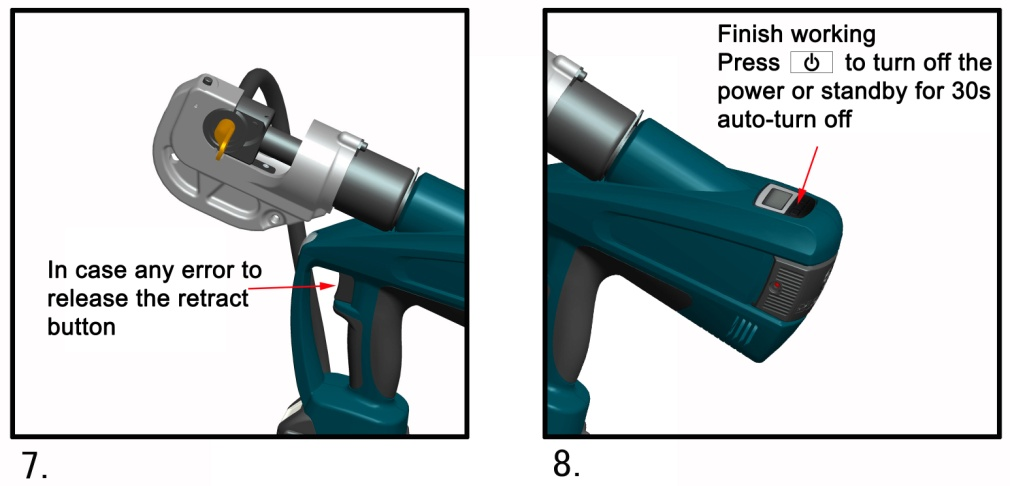 In case any error to
release the retract
button
7.
Finish working
Press ⏻ to turn off the
power or standby for 30s
auto-turn off
8.